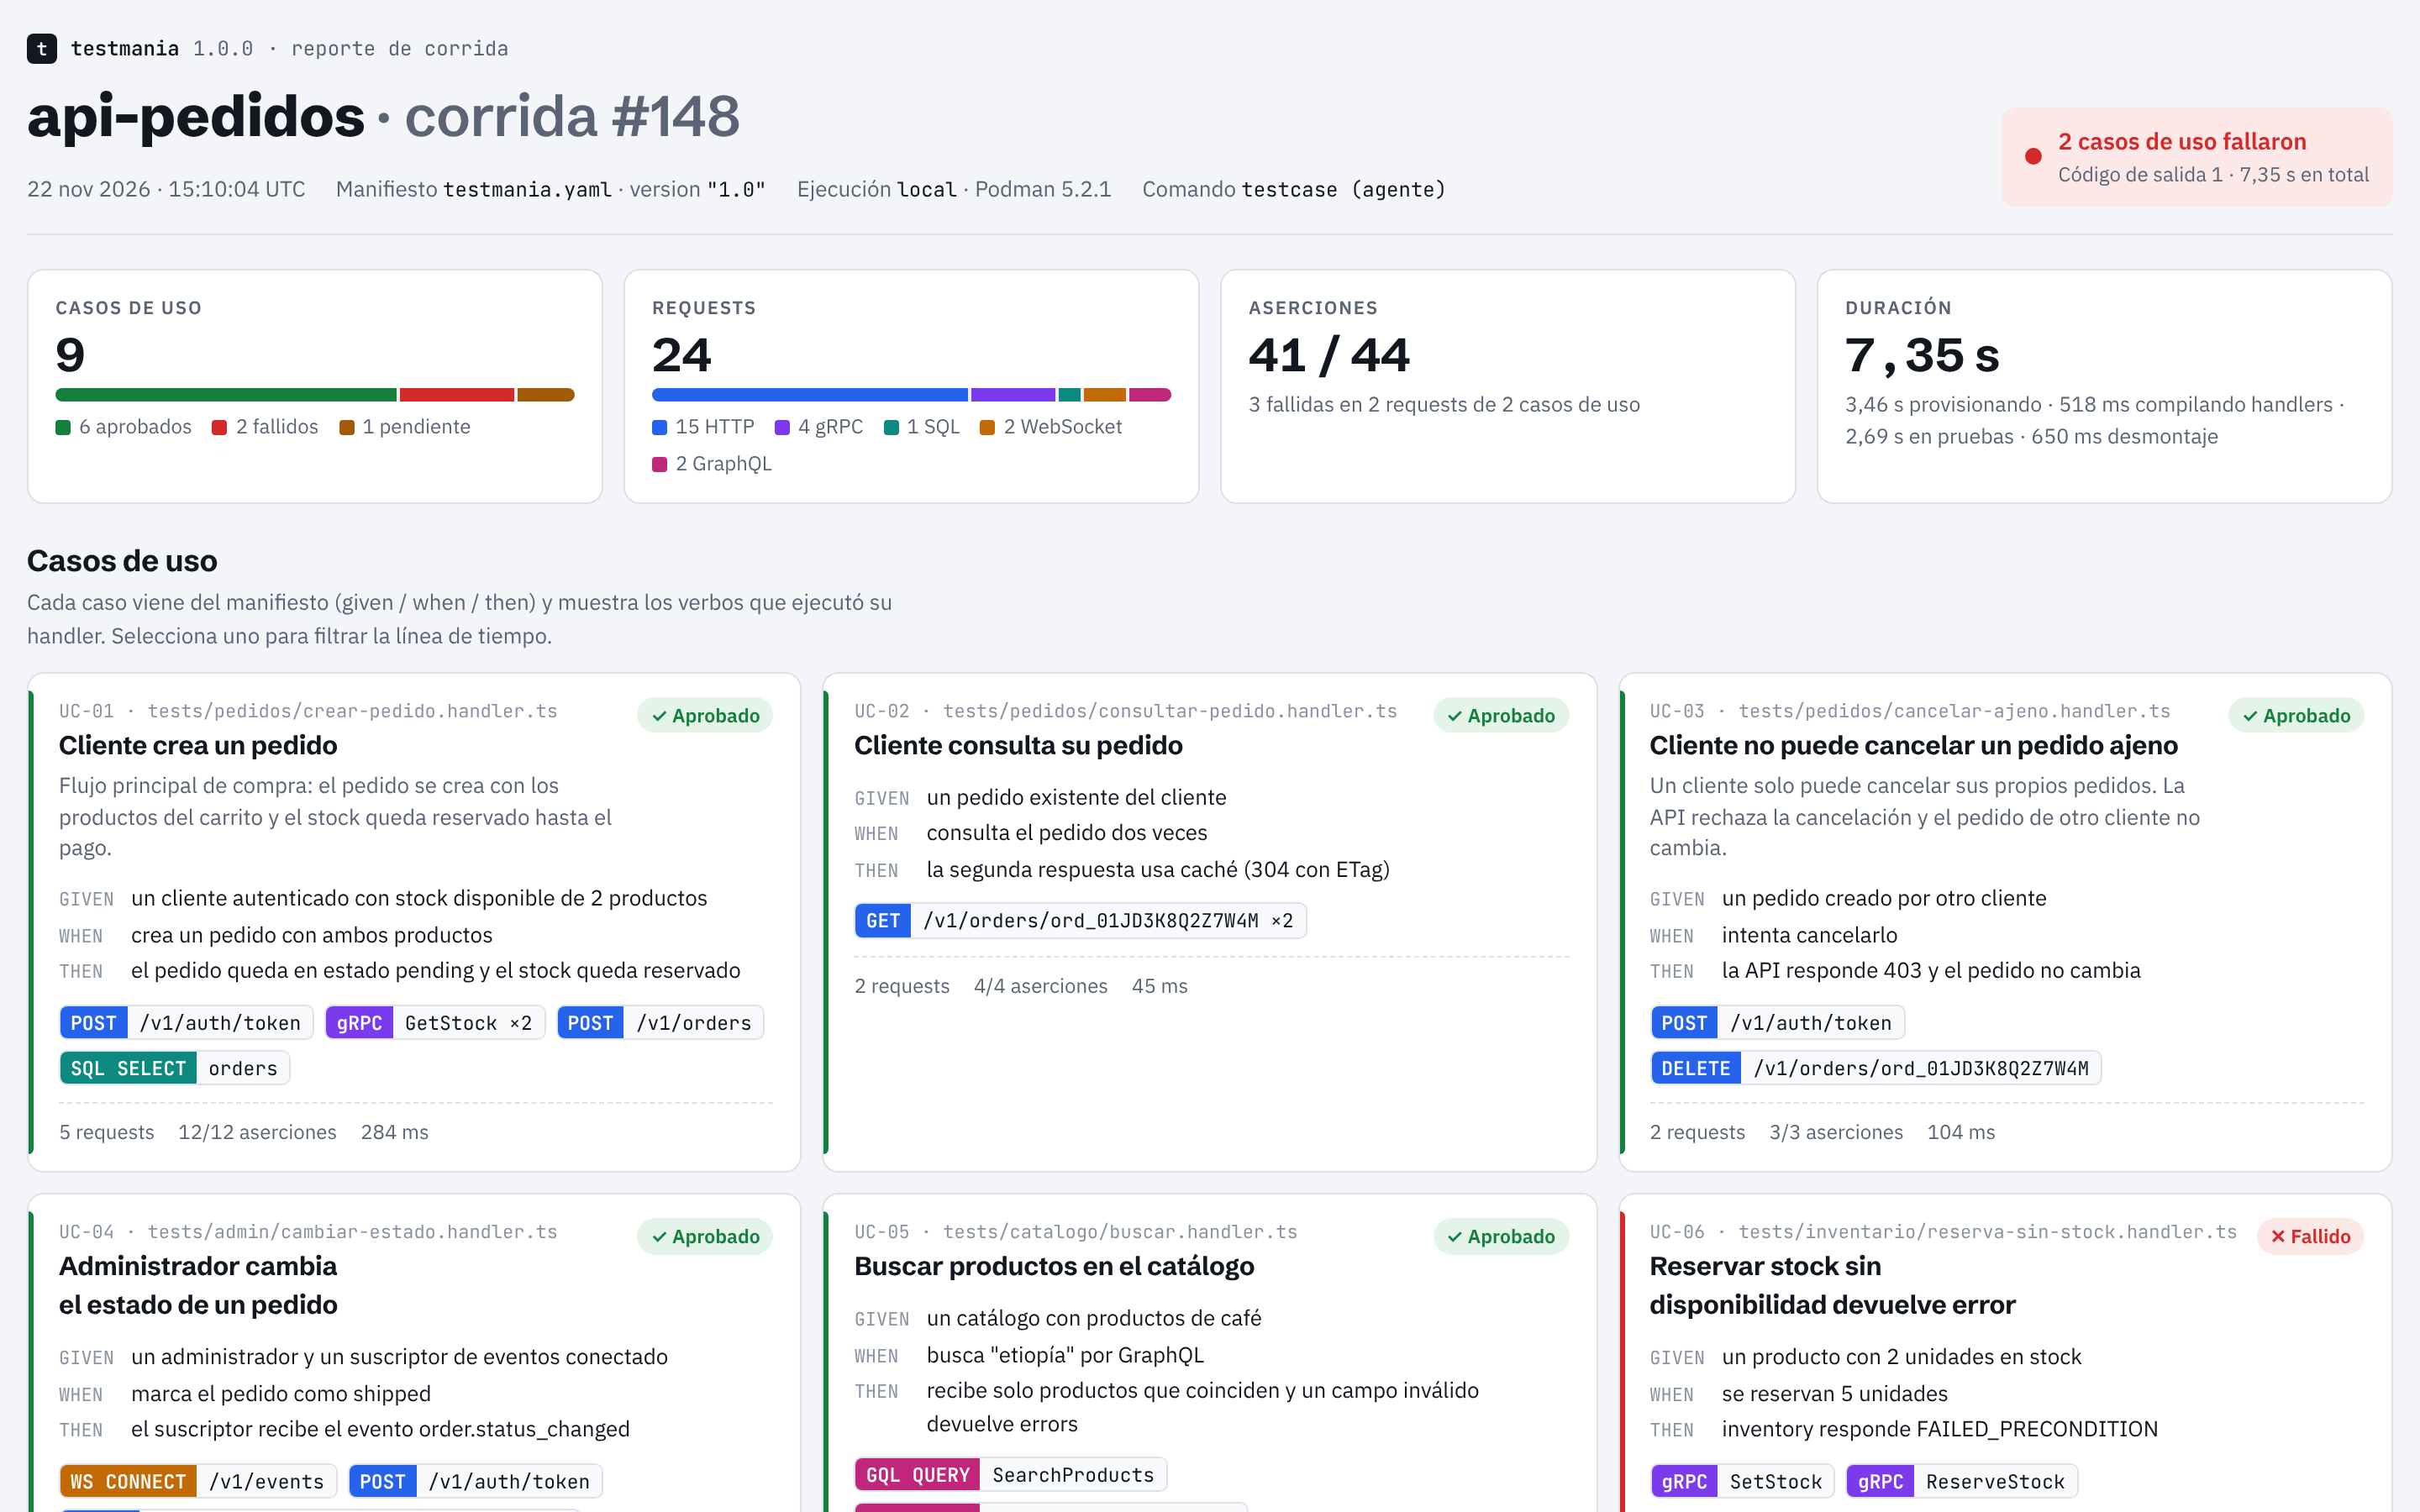 t testmania 1.0.0 · reporte de corrida
api-pedidos · corrida #148
22 nov 2026 · 15:10:04 UTC Manifiesto testmania.yaml · version "1.0" Ejecución local · Podman 5.2.1 Comando testcase (agente)
2 casos de uso fallaron
Código de salida 1 · 7,35 s en total
CASOS DE USO
9
6 aprobados 2 fallidos 1 pendiente
REQUESTS
24
15 HTTP 4 gRPC 1 SQL 2 WebSocket
2 GraphQL
ASERCIONES
41 / 44
3 fallidas en 2 requests de 2 casos de uso
DURACIÓN
7,35 s
3,46 s provisionando · 518 ms compilando handlers ·
2,69 s en pruebas · 650 ms desmontaje
Casos de uso
Cada caso viene del manifiesto (given / when / then) y muestra los verbos que ejecutó su
handler. Selecciona uno para filtrar la línea de tiempo.
UC-01 · tests/pedidos/crear-pedido.handler.ts ✓ Aprobado
Cliente crea un pedido
Flujo principal de compra: el pedido se crea con los
productos del carrito y el stock queda reservado hasta el
pago.
GIVEN un cliente autenticado con stock disponible de 2 productos
WHEN crea un pedido con ambos productos
THEN el pedido queda en estado pending y el stock queda reservado
POST /v1/auth/token gRPC GetStock ×2 POST /v1/orders
SQL SELECT orders
5 requests 12/12 aserciones 284 ms
UC-02 · tests/pedidos/consultar-pedido.handler.ts ✓ Aprobado
Cliente consulta su pedido
GIVEN un pedido existente del cliente
WHEN consulta el pedido dos veces
THEN la segunda respuesta usa caché (304 con ETag)
GET /v1/orders/ord_01JD3K8Q2Z7W4M ×2
2 requests 4/4 aserciones 45 ms
UC-03 · tests/pedidos/cancelar-ajeno.handler.ts ✓ Aprobado
Cliente no puede cancelar un pedido ajeno
Un cliente solo puede cancelar sus propios pedidos. La
API rechaza la cancelación y el pedido de otro cliente no
cambia.
GIVEN un pedido creado por otro cliente
WHEN intenta cancelarlo
THEN la API responde 403 y el pedido no cambia
POST /v1/auth/token
DELETE /v1/orders/ord_01JD3K8Q2Z7W4M
2 requests 3/3 aserciones 104 ms
UC-04 · tests/admin/cambiar-estado.handler.ts ✓ Aprobado
Administrador cambia
el estado de un pedido
GIVEN un administrador y un suscriptor de eventos conectado
WHEN marca el pedido como shipped
THEN el suscriptor recibe el evento order.status_changed
WS CONNECT /v1/events POST /v1/auth/token
UC-05 · tests/catalogo/buscar.handler.ts ✓ Aprobado
Buscar productos en el catálogo
GIVEN un catálogo con productos de café
WHEN busca "etiopía" por GraphQL
THEN recibe solo productos que coinciden y un campo inválido
devuelve errors
GQL QUERY SearchProducts
UC-06 · tests/inventario/reserva-sin-stock.handler.ts ✕ Fallido
Reservar stock sin
disponibilidad devuelve error
GIVEN un producto con 2 unidades en stock
WHEN se reservan 5 unidades
THEN inventory responde FAILED_PRECONDITION
gRPC SetStock gRPC ReserveStock